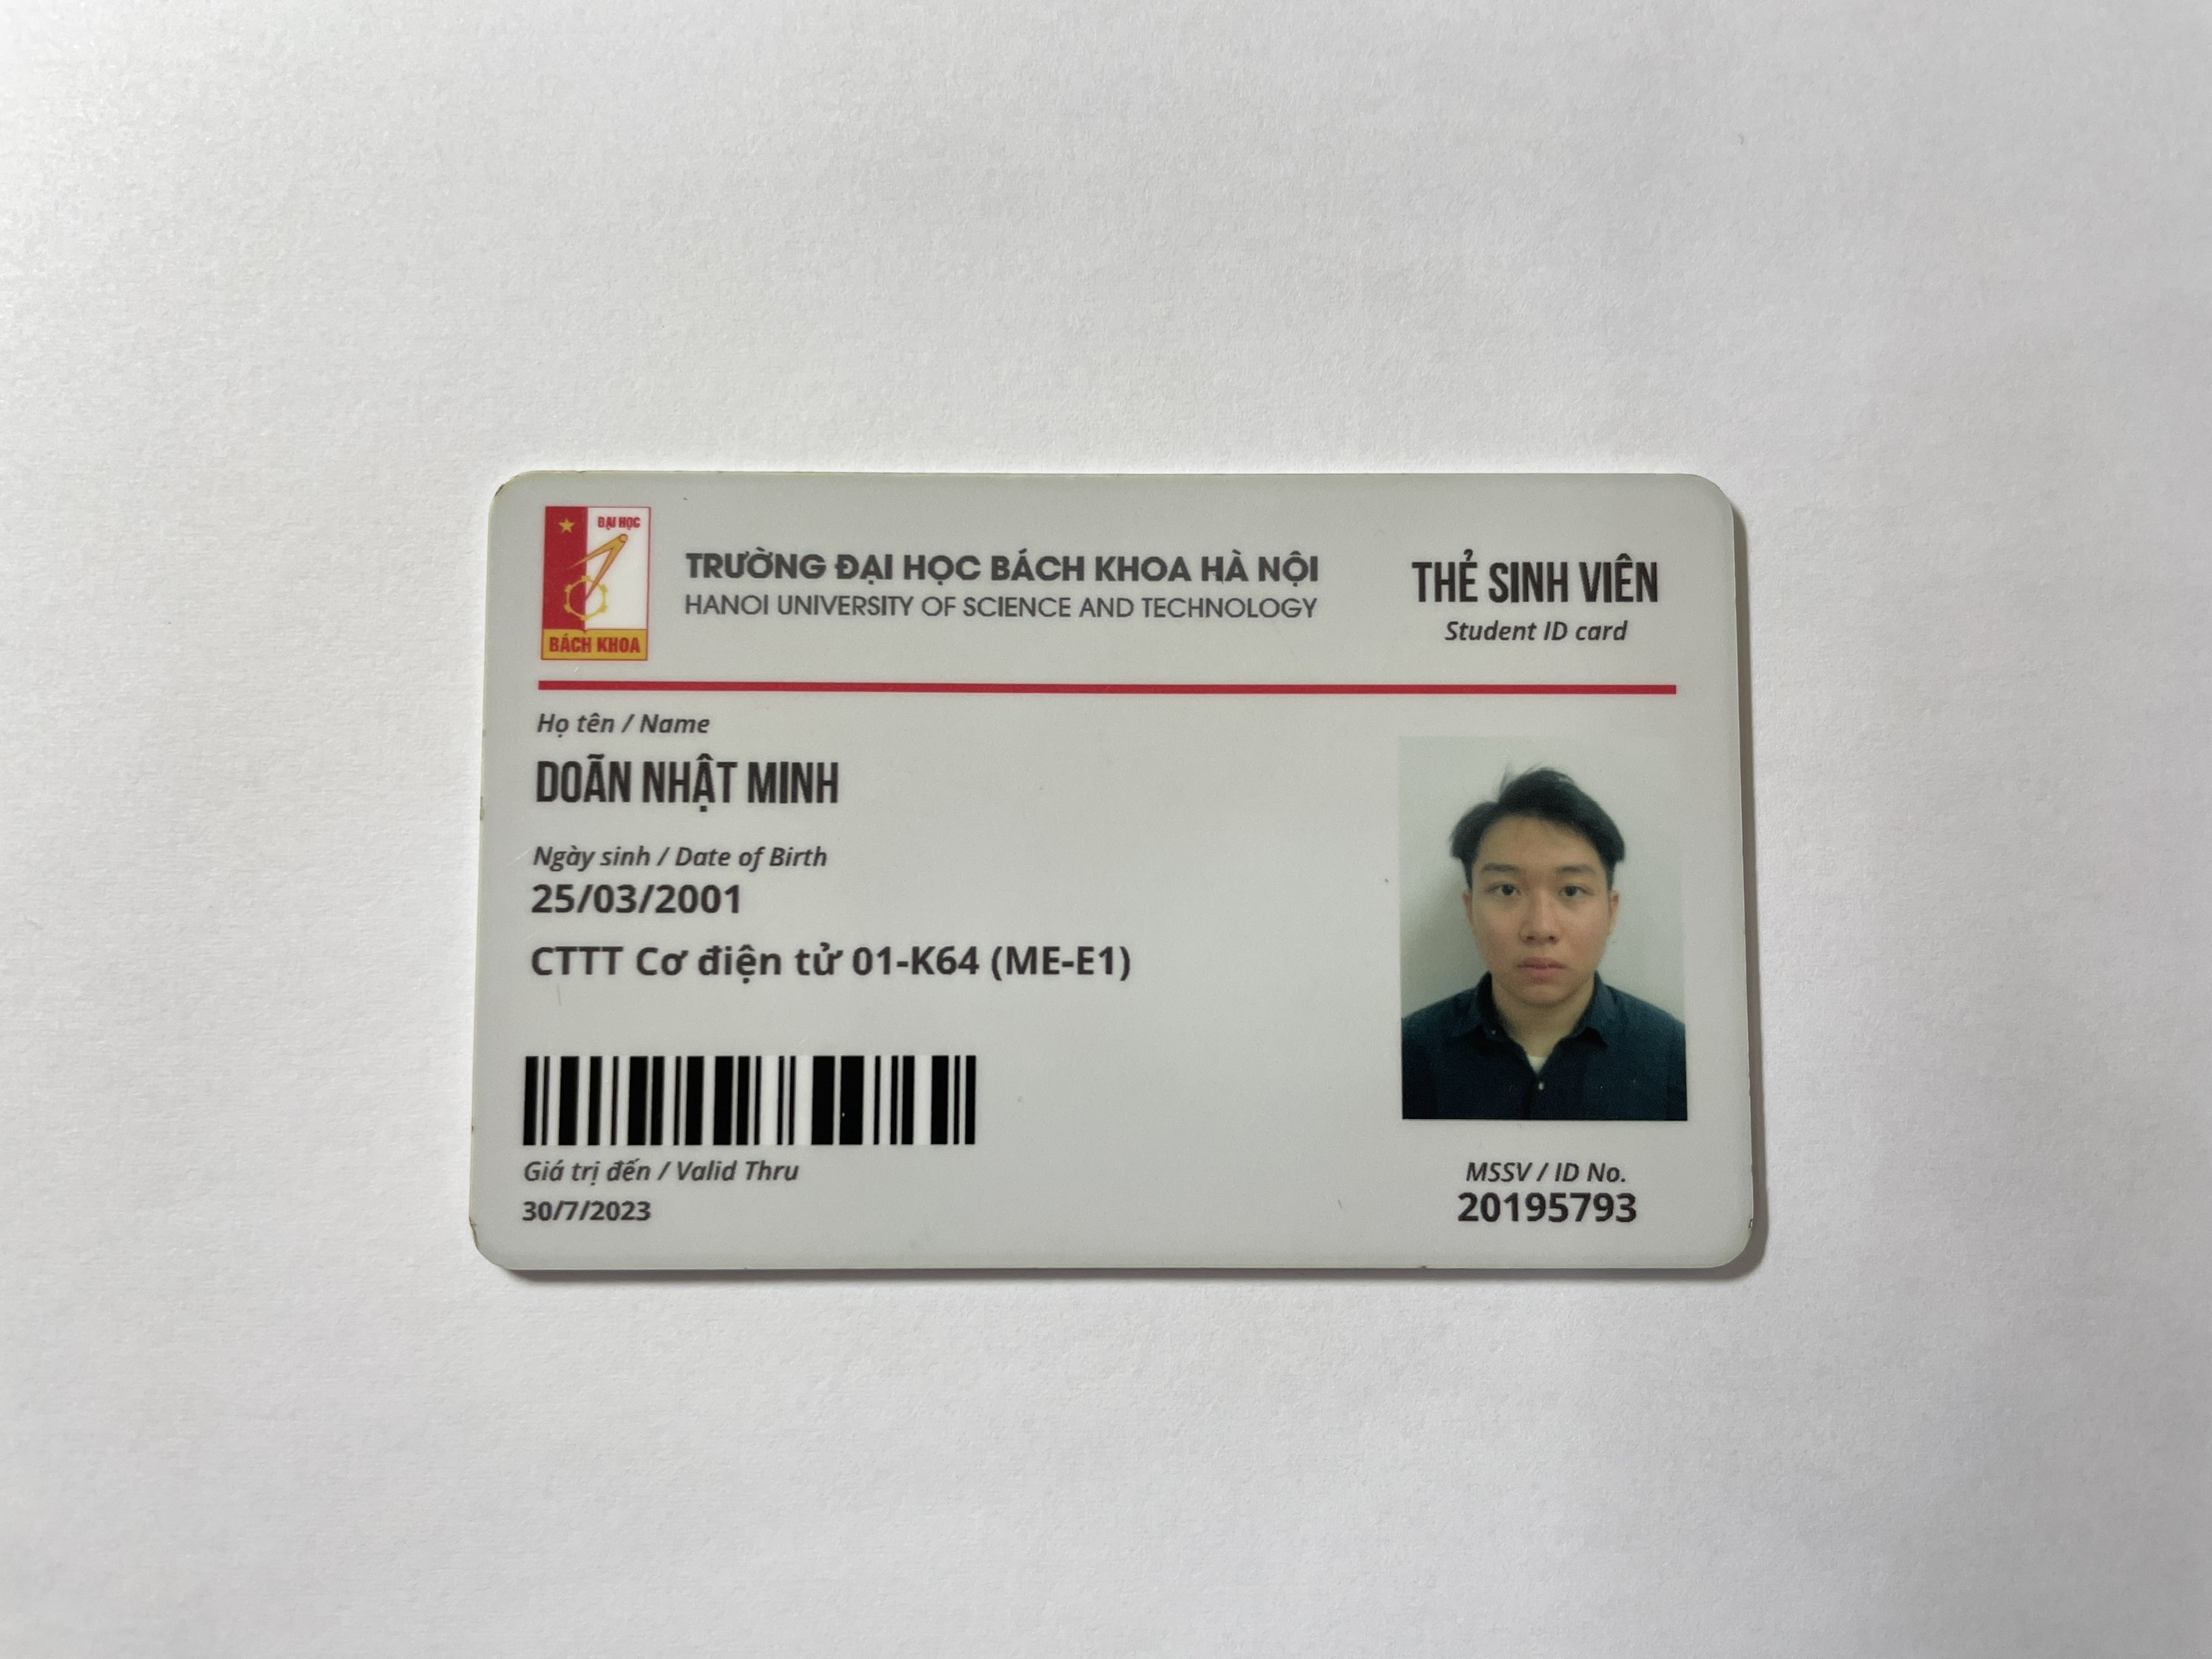 ĐẠI HỌC
BÁCH KHOA
TRƯỜNG ĐẠI HỌC BÁCH KHOA HÀ NỘI
HANOI UNIVERSITY OF SCIENCE AND TECHNOLOGY
THẺ SINH VIÊN
Student ID card
Họ tên / Name
DOÃN NHẬT MINH
Ngày sinh / Date of Birth
25/03/2001
CTTT Cơ điện tử 01-K64 (ME-E1)
Giá trị đến / Valid Thru
30/7/2023
MSSV / ID No.
20195793